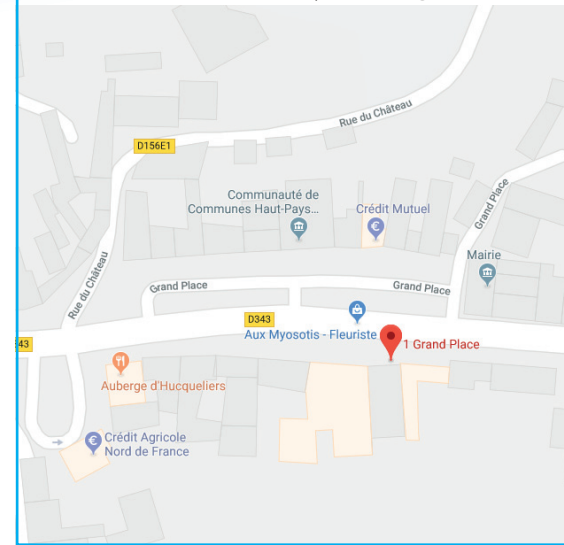 Rue du Château
D156E1
Communauté de
Communes Haut-Pays...
Crédit Mutuel
Grand Place
Mairie
Rue du Château
Grand Place
Grand Place
D343
43
Aux Myosotis - Fleuriste
1 Grand Place
Auberge d'Hucqueliers
Crédit Agricole
Nord de France